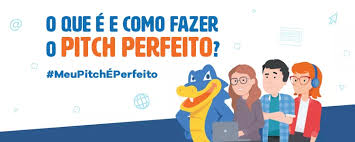 O QUE É E COMO FAZER
O PITCH PERFEITO?
#MeuPitchÉPerfeito